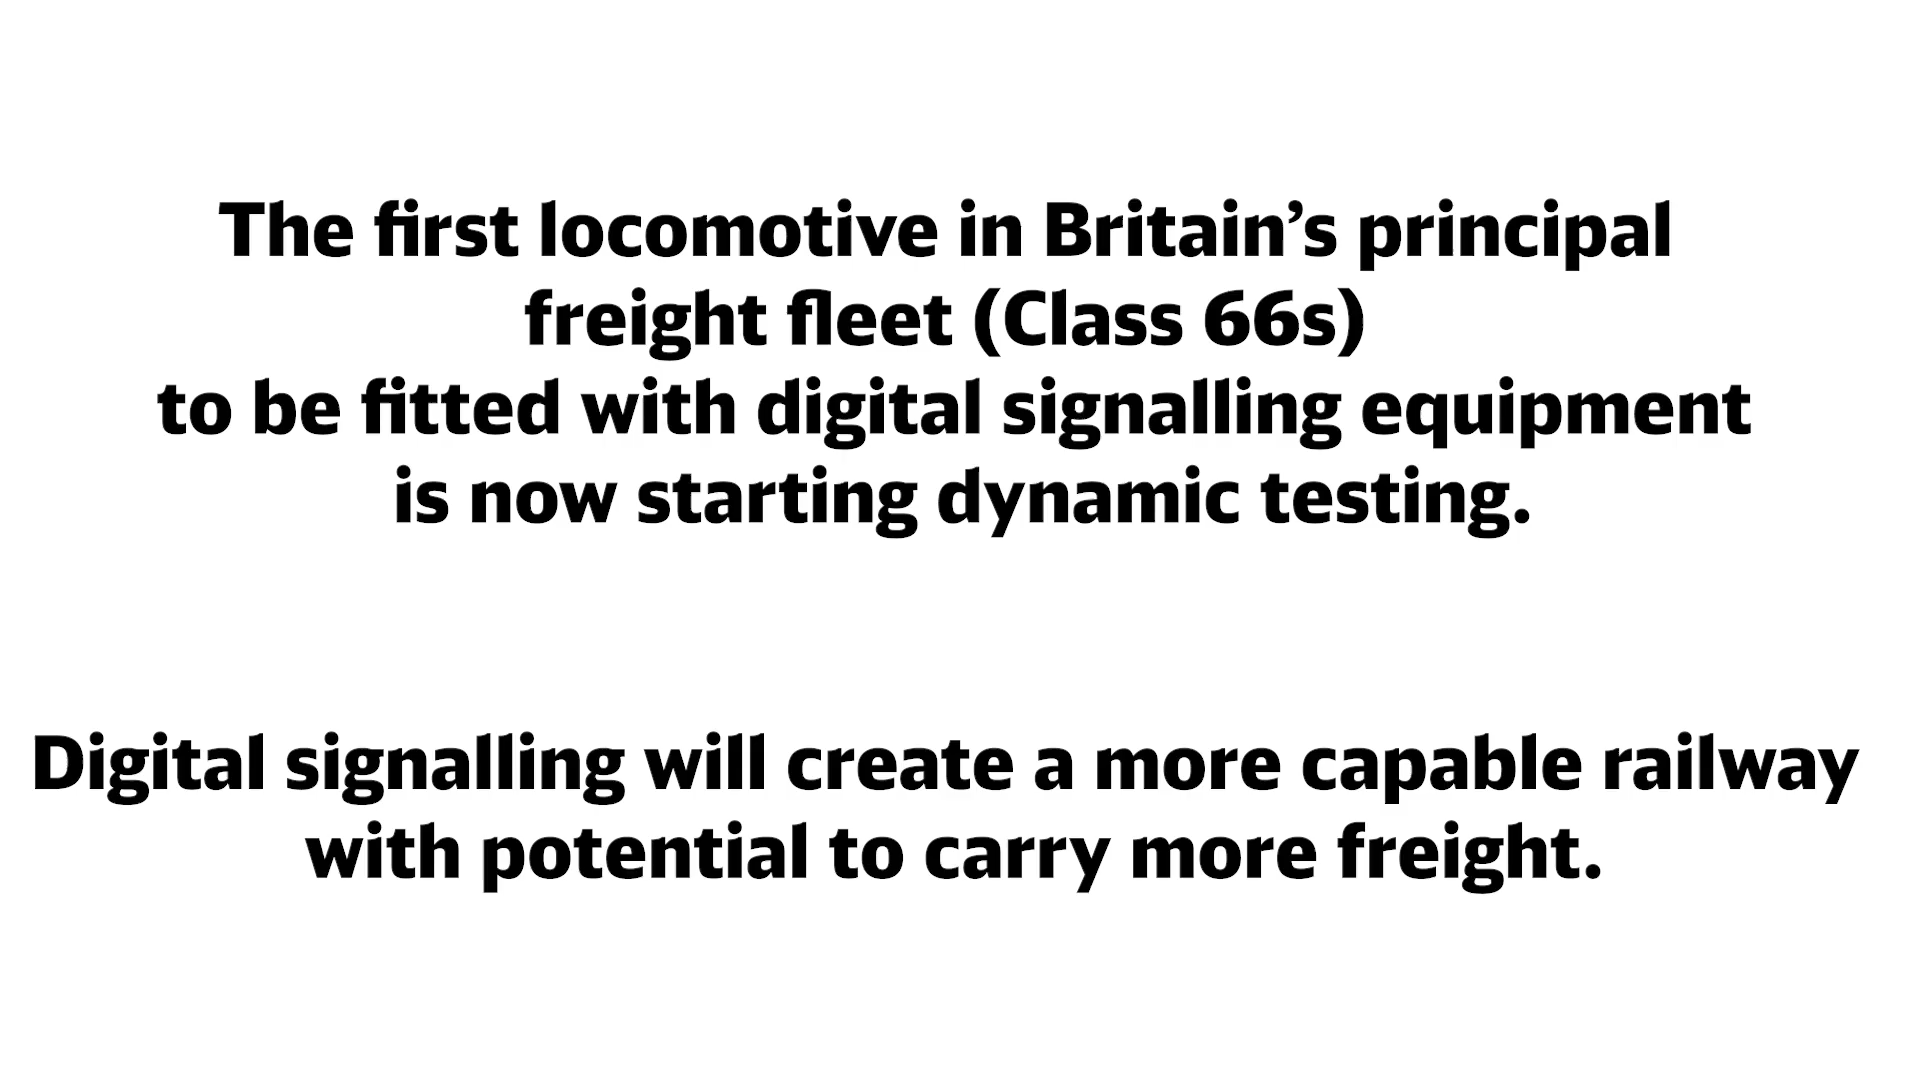 The first locomotive in Britain’s principal
freight fleet (Class 66s)
to be fitted with digital signalling equipment
is now starting dynamic testing.
Digital signalling will create a more capable railway
with potential to carry more freight.